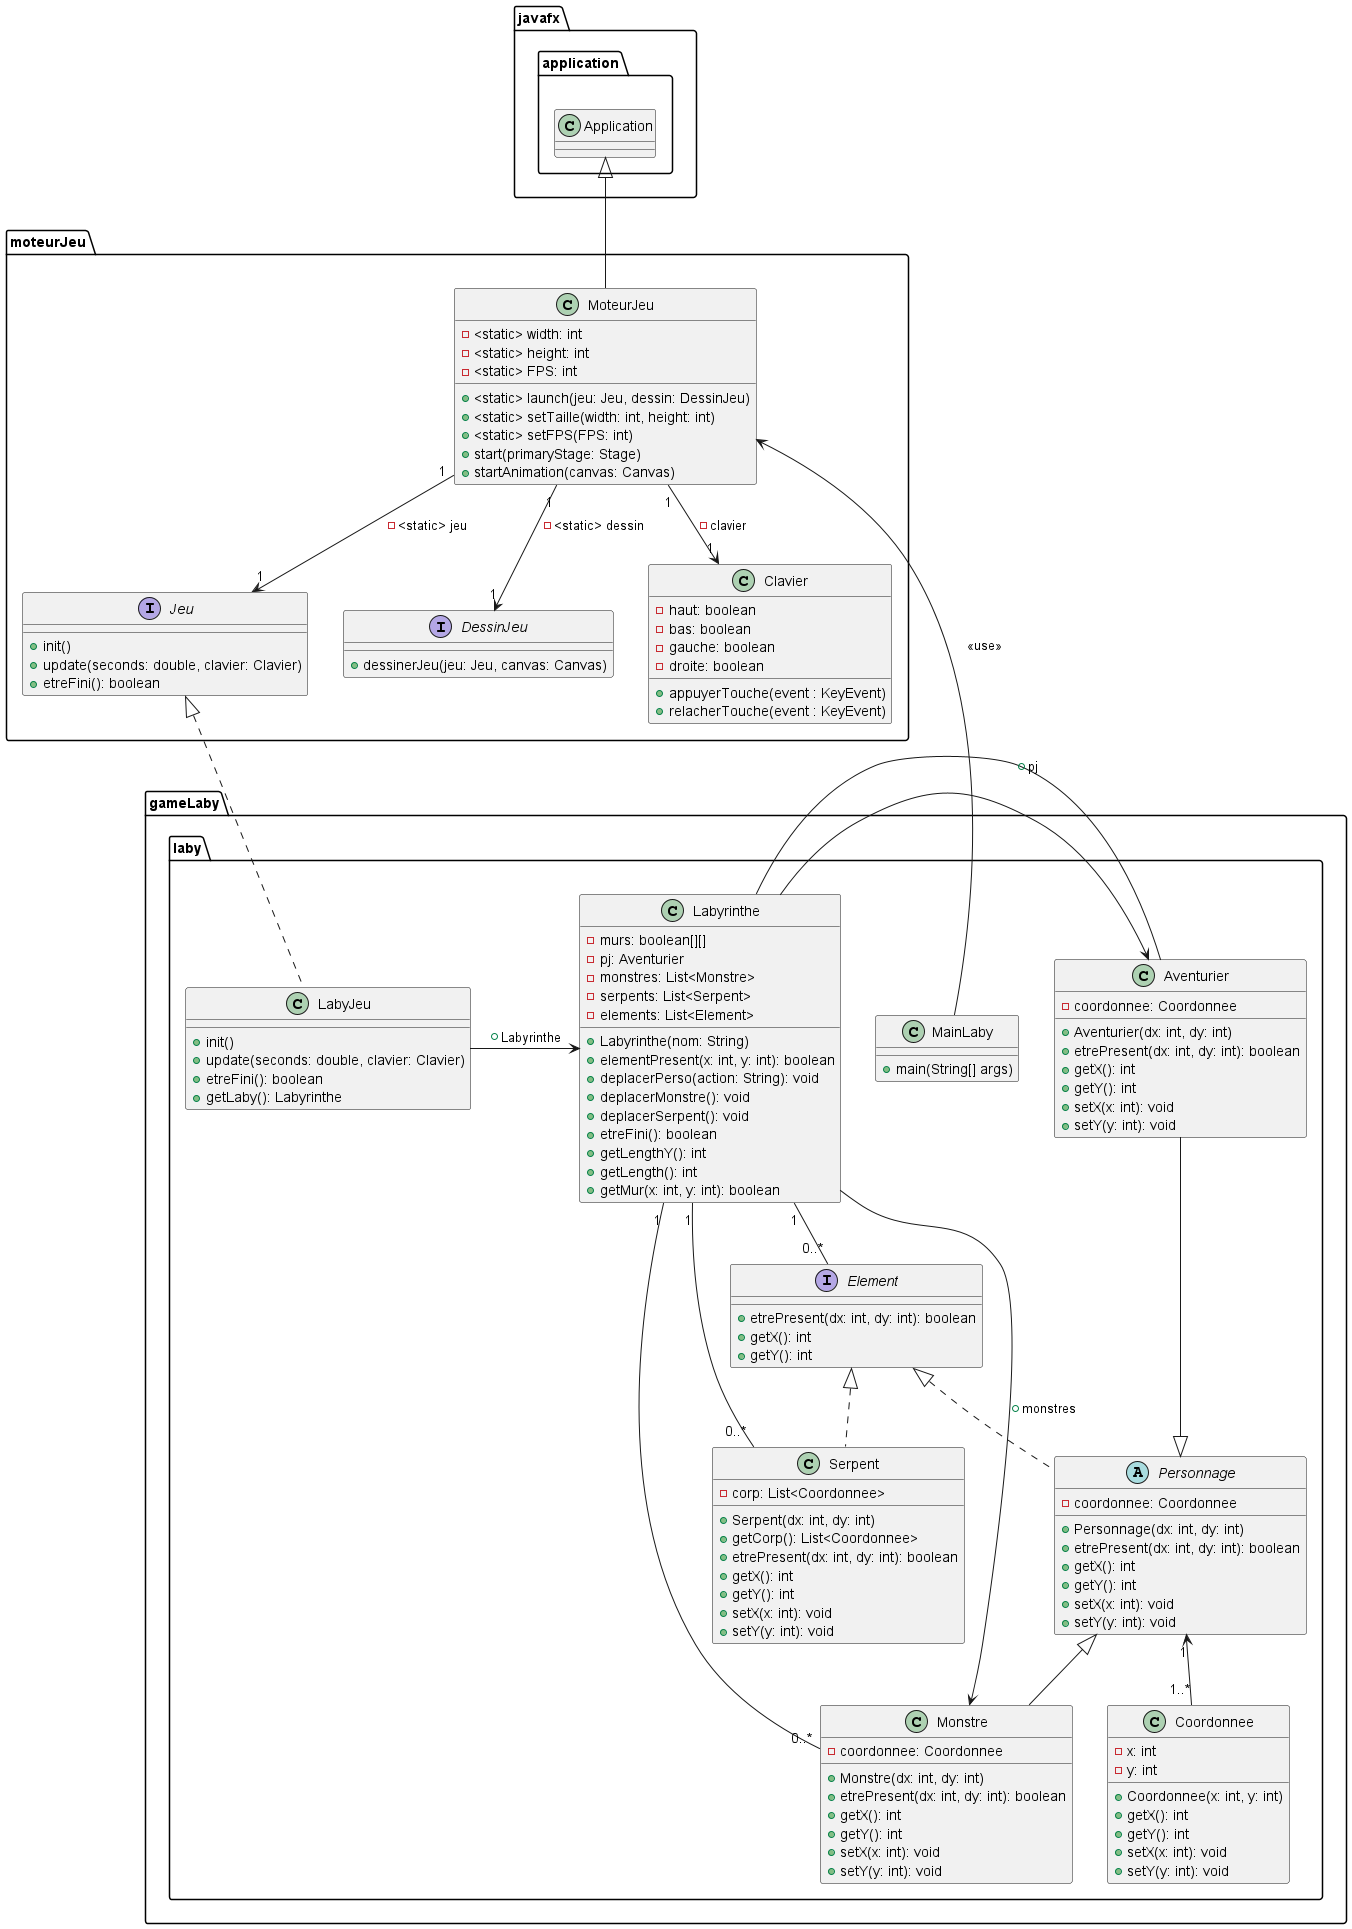 javafx
application
C Application
moteurJeu
C MoteurJeu
<static> width: int
<static> height: int
<static> FPS: int
<static> launch(jeu: Jeu, dessin: DessinJeu)
<static> setTaille(width: int, height: int)
<static> setFPS(FPS: int)
start(primaryStage: Stage)
startAnimation(canvas: Canvas)
1
1
1
<static> jeu
<static> dessin
clavier
1
1
1
I Jeu
init()
update(seconds: double, clavier: Clavier)
etreFini(): boolean
I DessinJeu
dessinerJeu(jeu: Jeu, canvas: Canvas)
C Clavier
haut: boolean
bas: boolean
gauche: boolean
droite: boolean
appuyerTouche(event : KeyEvent)
relacherTouche(event : KeyEvent)
«use»
pj
gameLaby
laby
C LabyJeu
init()
update(seconds: double, clavier: Clavier)
etreFini(): boolean
getLaby(): Labyrinthe
Labyrinthe
C Labyrinthe
murs: boolean[][]
pj: Aventurier
monstres: List<Monstre>
serpents: List<Serpent>
elements: List<Element>
Labyrinthe(nom: String)
elementPresent(x: int, y: int): boolean
deplacerPerso(action: String): void
deplacerMonstre(): void
deplacerSerpent(): void
etreFini(): boolean
getLengthY(): int
getLength(): int
getMur(x: int, y: int): boolean
C MainLaby
main(String[] args)
C Aventurier
coordonnee: Coordonnee
Aventurier(dx: int, dy: int)
etrePresent(dx: int, dy: int): boolean
getX(): int
getY(): int
setX(x: int): void
setY(y: int): void
1
1
1
0..*
I Element
etrePresent(dx: int, dy: int): boolean
getX(): int
getY(): int
monstres
0..*
C Serpent
corp: List<Coordonnee>
Serpent(dx: int, dy: int)
getCorp(): List<Coordonnee>
etrePresent(dx: int, dy: int): boolean
getX(): int
getY(): int
setX(x: int): void
setY(y: int): void
A Personnage
coordonnee: Coordonnee
Personnage(dx: int, dy: int)
etrePresent(dx: int, dy: int): boolean
getX(): int
getY(): int
setX(x: int): void
setY(y: int): void
1
1..*
0..*
C Monstre
coordonnee: Coordonnee
Monstre(dx: int, dy: int)
etrePresent(dx: int, dy: int): boolean
getX(): int
getY(): int
setX(x: int): void
setY(y: int): void
C Coordonnee
x: int
y: int
Coordonnee(x: int, y: int)
getX(): int
getY(): int
setX(x: int): void
setY(y: int): void